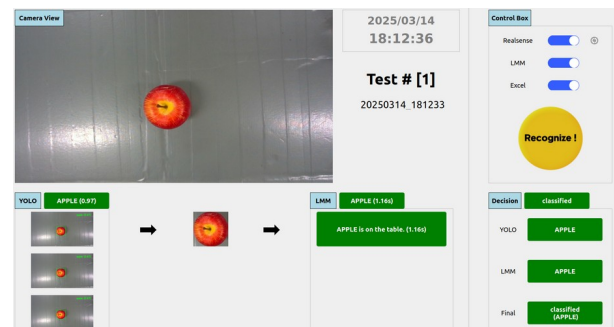 Camera View
2025/03/14
18:12:36
Test # [1]
20250314_181233
Control Box
Realsense
LMM
Excel
Recognize !
YOLO
APPLE (0.97)
LMM
APPLE (1.16s)
APPLE is on the table. (1.16s)
Decision
classified
YOLO
APPLE
LMM
APPLE
Final
classified
(APPLE)